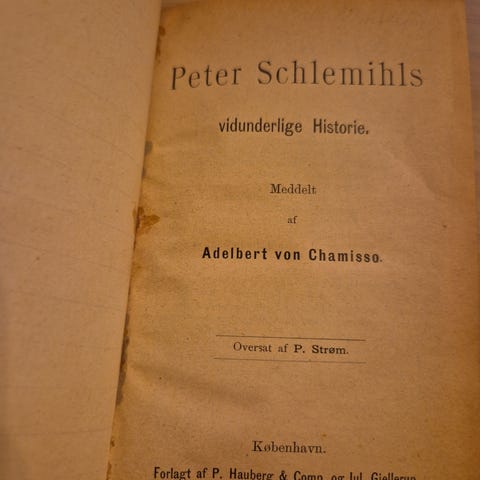 Peter Schlemihls
vidunderlige Historie.
Meddelt
af
Adelbert von Chamisso.
Oversat af P. Strøm.
København.
Forlagt af P. Hauberg & Comp. og Jul. Gjellerup.